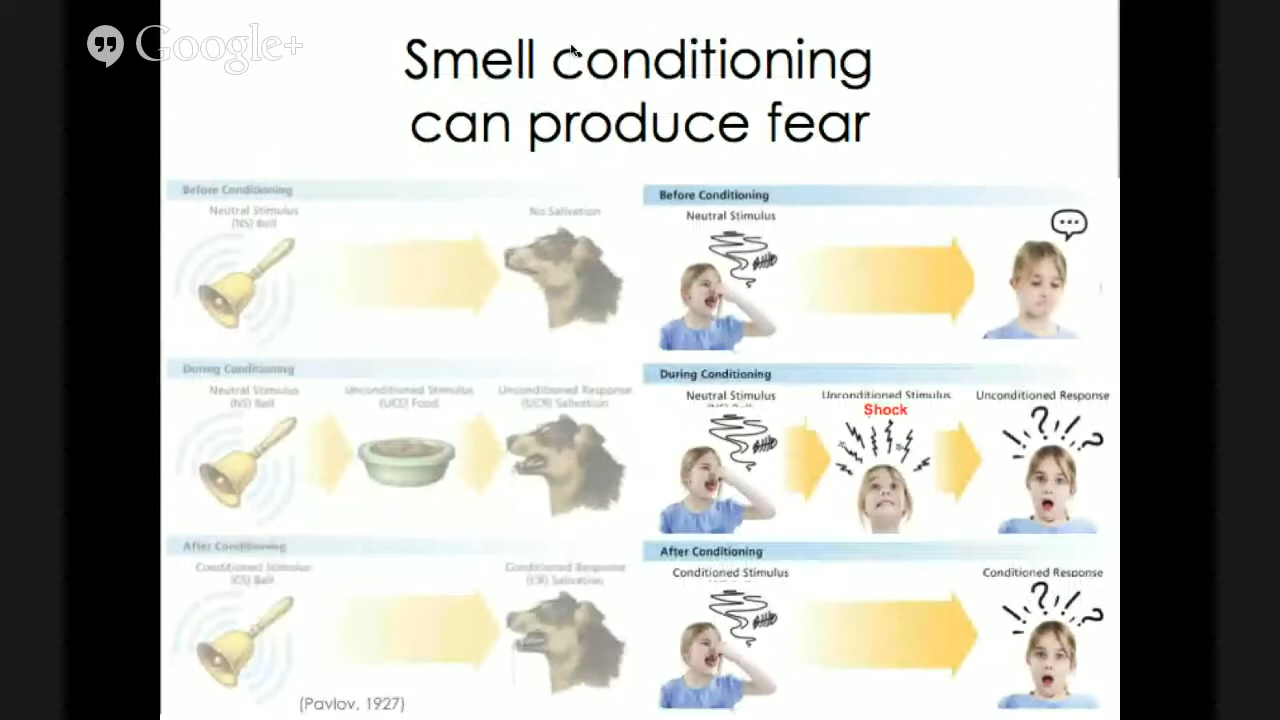 Google+
Smell conditioning
can produce fear
Before Conditioning
Neutral Stimulus
(NS) Bell
No Salivation
During Conditioning
Neutral Stimulus
(NS) Bell
Unconditioned Stimulus
(UCS) Food
Unconditioned Response
(UCR) Salivation
After Conditioning
Conditioned Stimulus
(CS) Bell
Conditioned Response
(CR) Salivation
(Pavlov, 1927)
Before Conditioning
Neutral Stimulus
During Conditioning
Neutral Stimulus
Unconditioned Stimulus
Shock
Unconditioned Response
After Conditioning
Conditioned Stimulus
Conditioned Response